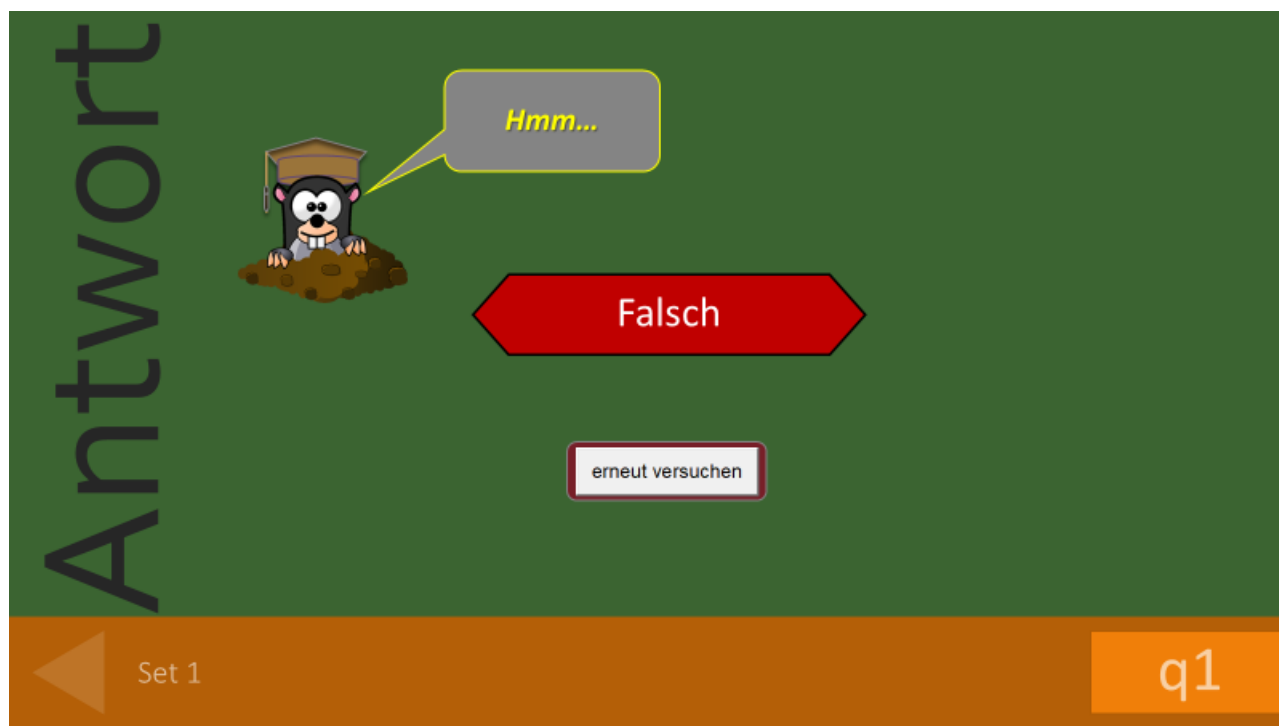 Antwort
Hmm...
Falsch
erneut versuchen
Set 1
q1